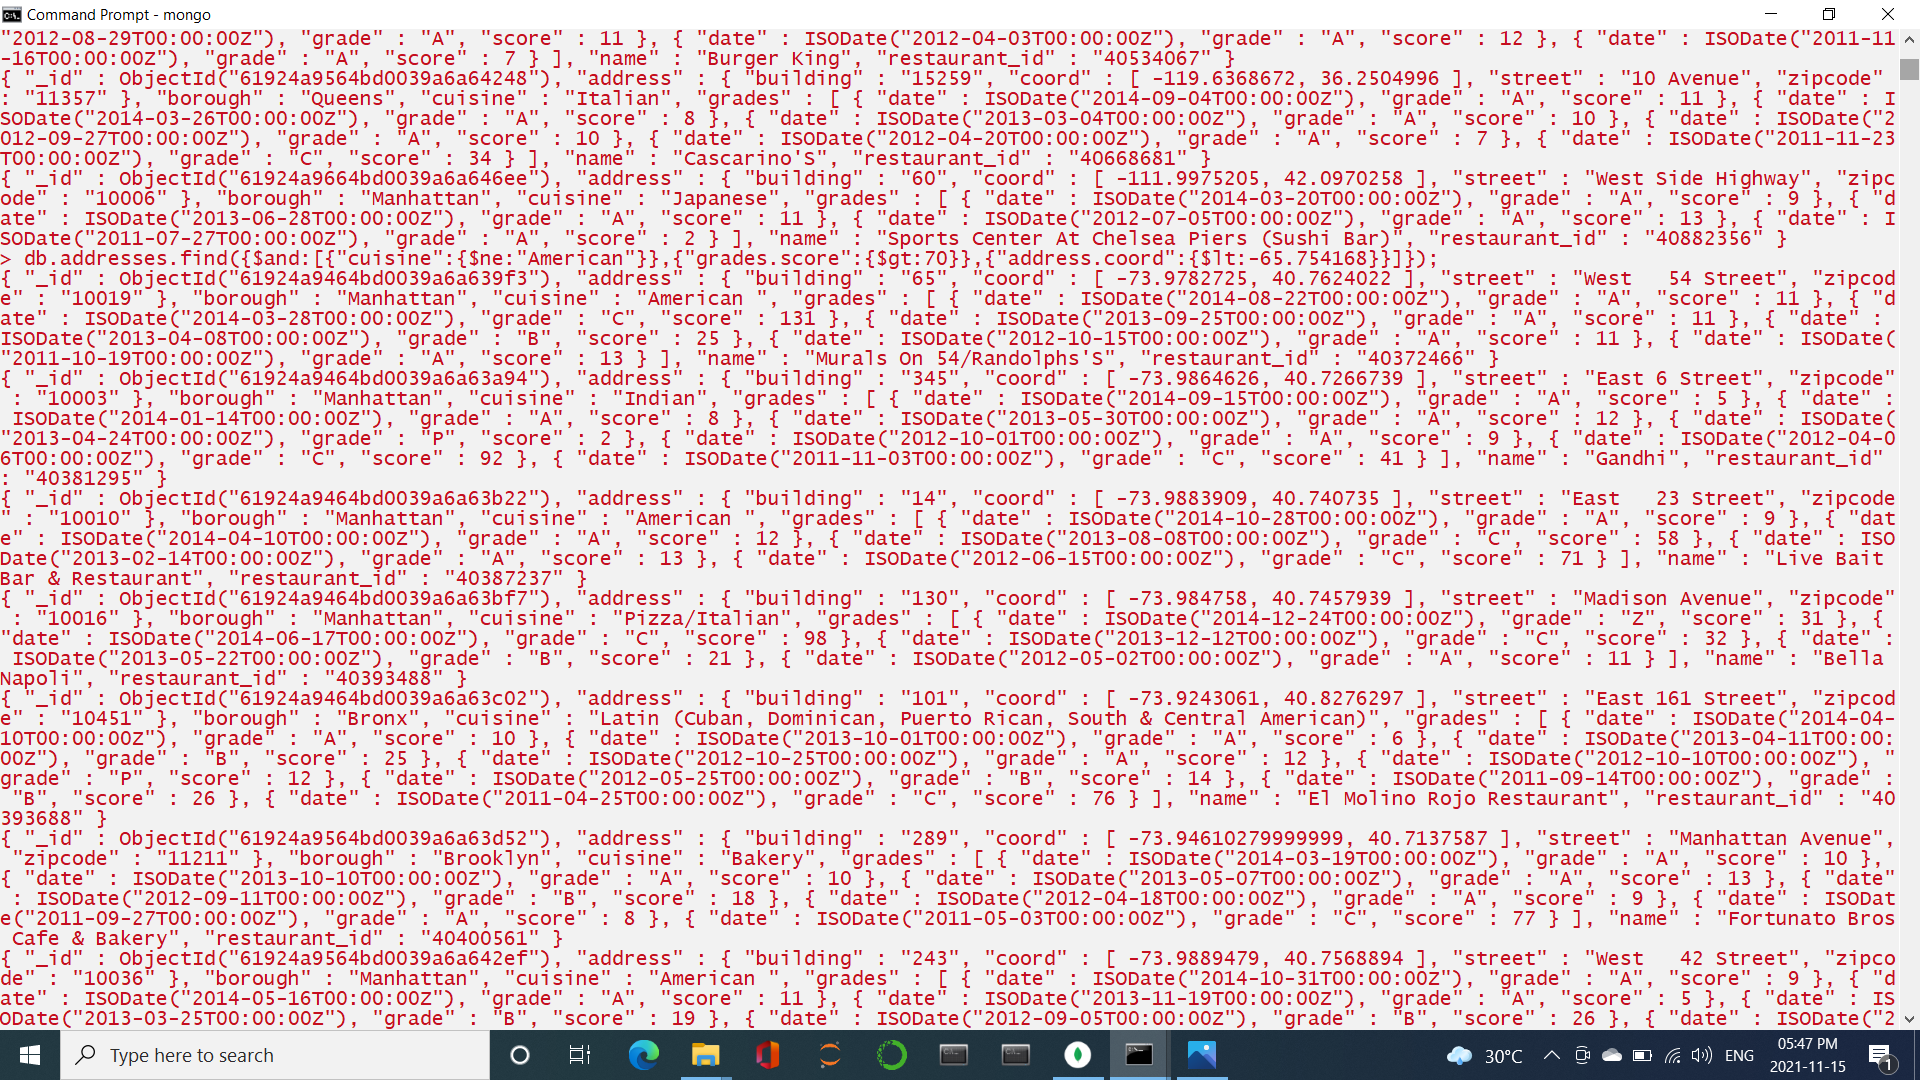 Command Prompt - mongo
"2012-08-29T00:00:00Z"), "grade" : "A", "score" : 11 }, { "date" : ISODate("2012-04-03T00:00:00Z"), "grade" : "A", "score" : 12 }, { "date" : ISODate("2011-11
-16T00:00:00Z"), "grade" : "A", "score" : 7 } ], "name" : "Burger King", "restaurant_id" : "40534067" }
{ "_id" : ObjectId("61924a9564bd0039a6a64248"), "address" : { "building" : "15259", "coord" : [ -119.6368672, 36.2504996 ], "street" : "10 Avenue", "zipcode"
: "11357" }, "borough" : "Queens", "cuisine" : "Italian", "grades" : [ { "date" : ISODate("2014-09-04T00:00:00Z"), "grade" : "A", "score" : 11 }, { "date" : I
SODate("2014-03-26T00:00:00Z"), "grade" : "A", "score" : 8 }, { "date" : ISODate("2013-03-04T00:00:00Z"), "grade" : "A", "score" : 10 }, { "date" : ISODate("2
012-09-27T00:00:00Z"), "grade" : "A", "score" : 10 }, { "date" : ISODate("2012-04-20T00:00:00Z"), "grade" : "A", "score" : 7 }, { "date" : ISODate("2011-11-23
T00:00:00Z"), "grade" : "C", "score" : 34 } ], "name" : "Cascarino'S", "restaurant_id" : "40668681" }
{ "_id" : ObjectId("61924a9664bd0039a6a646ee"), "address" : { "building" : "60", "coord" : [ -111.9975205, 42.0970258 ], "street" : "West Side Highway", "zipc
ode" : "10006" }, "borough" : "Manhattan", "cuisine" : "Japanese", "grades" : [ { "date" : ISODate("2014-03-20T00:00:00Z"), "grade" : "A", "score" : 9 }, { "d
ate" : ISODate("2013-06-28T00:00:00Z"), "grade" : "A", "score" : 11 }, { "date" : ISODate("2012-07-05T00:00:00Z"), "grade" : "A", "score" : 13 }, { "date" : I
SODate("2011-07-27T00:00:00Z"), "grade" : "A", "score" : 2 } ], "name" : "Sports Center At Chelsea Piers (Sushi Bar)", "restaurant_id" : "40882356" }
> db.addresses.find({$and:[{"cuisine":{$ne:"American"}},{"grades.score":{$gt:70}},{"address.coord":{$lt:-65.754168}}]});
{ "_id" : ObjectId("61924a9464bd0039a6a639f3"), "address" : { "building" : "65", "coord" : [ -73.9782725, 40.7624022 ], "street" : "West   54 Street", "zipcod
e" : "10019" }, "borough" : "Manhattan", "cuisine" : "American ", "grades" : [ { "date" : ISODate("2014-08-22T00:00:00Z"), "grade" : "A", "score" : 11 }, { "d
ate" : ISODate("2014-03-28T00:00:00Z"), "grade" : "C", "score" : 131 }, { "date" : ISODate("2013-09-25T00:00:00Z"), "grade" : "A", "score" : 11 }, { "date" :
ISODate("2013-04-08T00:00:00Z"), "grade" : "B", "score" : 25 }, { "date" : ISODate("2012-10-15T00:00:00Z"), "grade" : "A", "score" : 11 }, { "date" : ISODate(
"2011-10-19T00:00:00Z"), "grade" : "A", "score" : 13 } ], "name" : "Murals On 54/Randolphs'S", "restaurant_id" : "40372466" }
{ "_id" : ObjectId("61924a9464bd0039a6a63a94"), "address" : { "building" : "345", "coord" : [ -73.9864626, 40.7266739 ], "street" : "East 6 Street", "zipcode"
 : "10003" }, "borough" : "Manhattan", "cuisine" : "Indian", "grades" : [ { "date" : ISODate("2014-09-15T00:00:00Z"), "grade" : "A", "score" : 5 }, { "date" :
 ISODate("2014-01-14T00:00:00Z"), "grade" : "A", "score" : 8 }, { "date" : ISODate("2013-05-30T00:00:00Z"), "grade" : "A", "score" : 12 }, { "date" : ISODate(
"2013-04-24T00:00:00Z"), "grade" : "P", "score" : 2 }, { "date" : ISODate("2012-10-01T00:00:00Z"), "grade" : "A", "score" : 9 }, { "date" : ISODate("2012-04-0
6T00:00:00Z"), "grade" : "C", "score" : 92 }, { "date" : ISODate("2011-11-03T00:00:00Z"), "grade" : "C", "score" : 41 } ], "name" : "Gandhi", "restaurant_id"
: "40381295" }
{ "_id" : ObjectId("61924a9464bd0039a6a63b22"), "address" : { "building" : "14", "coord" : [ -73.9883909, 40.740735 ], "street" : "East   23 Street", "zipcode
" : "10010" }, "borough" : "Manhattan", "cuisine" : "American ", "grades" : [ { "date" : ISODate("2014-10-28T00:00:00Z"), "grade" : "A", "score" : 9 }, { "dat
e" : ISODate("2014-04-10T00:00:00Z"), "grade" : "A", "score" : 12 }, { "date" : ISODate("2013-08-08T00:00:00Z"), "grade" : "C", "score" : 58 }, { "date" : ISO
Date("2013-02-14T00:00:00Z"), "grade" : "A", "score" : 13 }, { "date" : ISODate("2012-06-15T00:00:00Z"), "grade" : "C", "score" : 71 } ], "name" : "Live Bait
Bar & Restaurant", "restaurant_id" : "40387237" }
{ "_id" : ObjectId("61924a9464bd0039a6a63bf7"), "address" : { "building" : "130", "coord" : [ -73.984758, 40.7457939 ], "street" : "Madison Avenue", "zipcode"
 : "10016" }, "borough" : "Manhattan", "cuisine" : "Pizza/Italian", "grades" : [ { "date" : ISODate("2014-12-24T00:00:00Z"), "grade" : "Z", "score" : 31 }, {
"date" : ISODate("2014-06-17T00:00:00Z"), "grade" : "C", "score" : 98 }, { "date" : ISODate("2013-12-12T00:00:00Z"), "grade" : "C", "score" : 32 }, { "date" :
 ISODate("2013-05-22T00:00:00Z"), "grade" : "B", "score" : 21 }, { "date" : ISODate("2012-05-02T00:00:00Z"), "grade" : "A", "score" : 11 } ], "name" : "Bella
Napoli", "restaurant_id" : "40393488" }
{ "_id" : ObjectId("61924a9464bd0039a6a63c02"), "address" : { "building" : "101", "coord" : [ -73.9243061, 40.8276297 ], "street" : "East 161 Street", "zipcod
e" : "10451" }, "borough" : "Bronx", "cuisine" : "Latin (Cuban, Dominican, Puerto Rican, South & Central American)", "grades" : [ { "date" : ISODate("2014-04-
10T00:00:00Z"), "grade" : "A", "score" : 10 }, { "date" : ISODate("2013-10-01T00:00:00Z"), "grade" : "A", "score" : 6 }, { "date" : ISODate("2013-04-11T00:00:
00Z"), "grade" : "B", "score" : 25 }, { "date" : ISODate("2012-10-25T00:00:00Z"), "grade" : "A", "score" : 12 }, { "date" : ISODate("2012-10-10T00:00:00Z"), "
grade" : "P", "score" : 12 }, { "date" : ISODate("2012-05-25T00:00:00Z"), "grade" : "B", "score" : 14 }, { "date" : ISODate("2011-09-14T00:00:00Z"), "grade" :
 "B", "score" : 26 }, { "date" : ISODate("2011-04-25T00:00:00Z"), "grade" : "C", "score" : 76 } ], "name" : "El Molino Rojo Restaurant", "restaurant_id" : "40
393688" }
{ "_id" : ObjectId("61924a9564bd0039a6a63d52"), "address" : { "building" : "289", "coord" : [ -73.94610279999999, 40.7137587 ], "street" : "Manhattan Avenue",
 "zipcode" : "11211" }, "borough" : "Brooklyn", "cuisine" : "Bakery", "grades" : [ { "date" : ISODate("2014-03-19T00:00:00Z"), "grade" : "A", "score" : 10 },
{ "date" : ISODate("2013-10-10T00:00:00Z"), "grade" : "A", "score" : 10 }, { "date" : ISODate("2013-05-07T00:00:00Z"), "grade" : "A", "score" : 13 }, { "date"
 : ISODate("2012-09-11T00:00:00Z"), "grade" : "B", "score" : 18 }, { "date" : ISODate("2012-04-18T00:00:00Z"), "grade" : "A", "score" : 9 }, { "date" : ISODat
e("2011-09-27T00:00:00Z"), "grade" : "A", "score" : 8 }, { "date" : ISODate("2011-05-03T00:00:00Z"), "grade" : "C", "score" : 77 } ], "name" : "Fortunato Bros
 Cafe & Bakery", "restaurant_id" : "40400561" }
{ "_id" : ObjectId("61924a9564bd0039a6a642ef"), "address" : { "building" : "243", "coord" : [ -73.9889479, 40.7568894 ], "street" : "West   42 Street", "zipco
de" : "10036" }, "borough" : "Manhattan", "cuisine" : "American ", "grades" : [ { "date" : ISODate("2014-10-31T00:00:00Z"), "grade" : "A", "score" : 9 }, { "d
ate" : ISODate("2014-05-16T00:00:00Z"), "grade" : "A", "score" : 11 }, { "date" : ISODate("2013-11-19T00:00:00Z"), "grade" : "A", "score" : 5 }, { "date" : IS
ODate("2013-03-25T00:00:00Z"), "grade" : "B", "score" : 19 }, { "date" : ISODate("2012-09-05T00:00:00Z"), "grade" : "B", "score" : 26 }, { "date" : ISODate("2
Type here to search
30°C
ENG
05:47 PM
2021-11-15
1